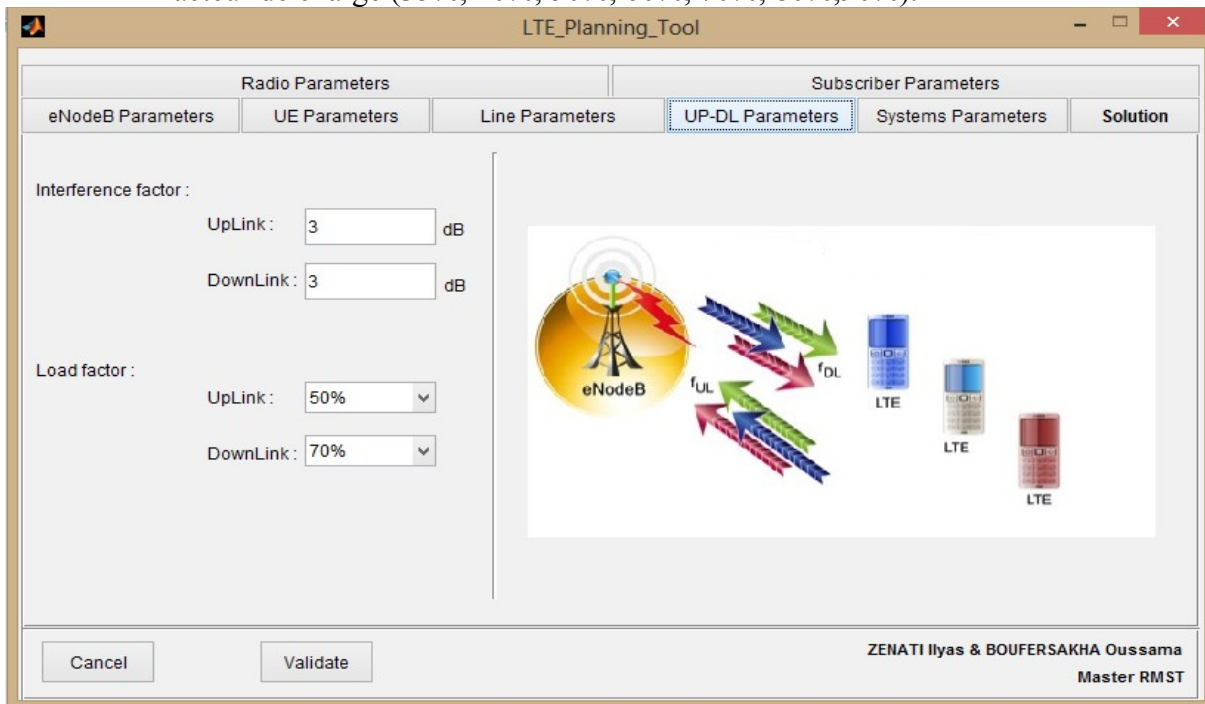 LTE_Planning_Tool
Radio Parameters Subscriber Parameters
eNodeB Parameters UE Parameters Line Parameters UP-DL Parameters Systems Parameters Solution
Interference factor :
UpLink : 3 dB
DownLink : 3 dB
Load factor :
UpLink : 50%
DownLink : 70%
eNodeB
fUL
fDL
LTE
LTE
LTE
Cancel Validate
ZENATI Ilyas & BOUFERSAKHA Oussama
Master RMST